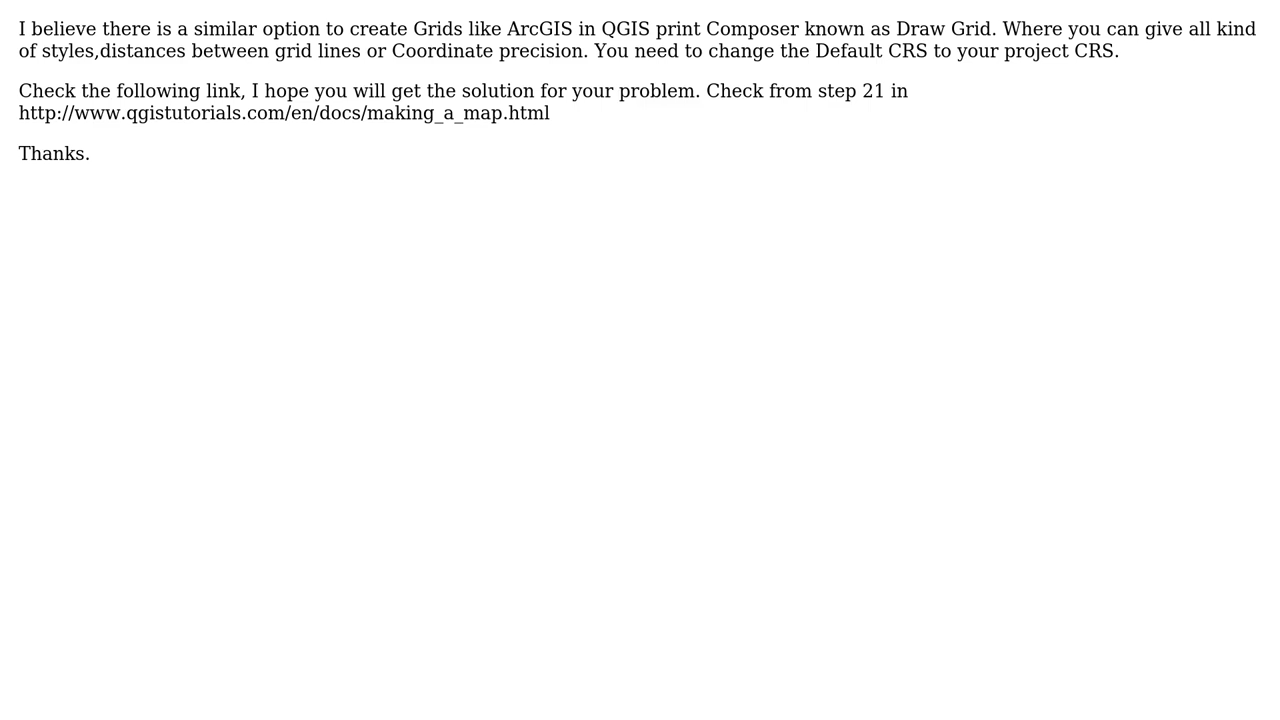 I believe there is a similar option to create Grids like ArcGIS in QGIS print Composer known as Draw Grid. Where you can give all kind
of styles,distances between grid lines or Coordinate precision. You need to change the Default CRS to your project CRS.
Check the following link, I hope you will get the solution for your problem. Check from step 21 in
http://www.qgistutorials.com/en/docs/making_a_map.html
Thanks.